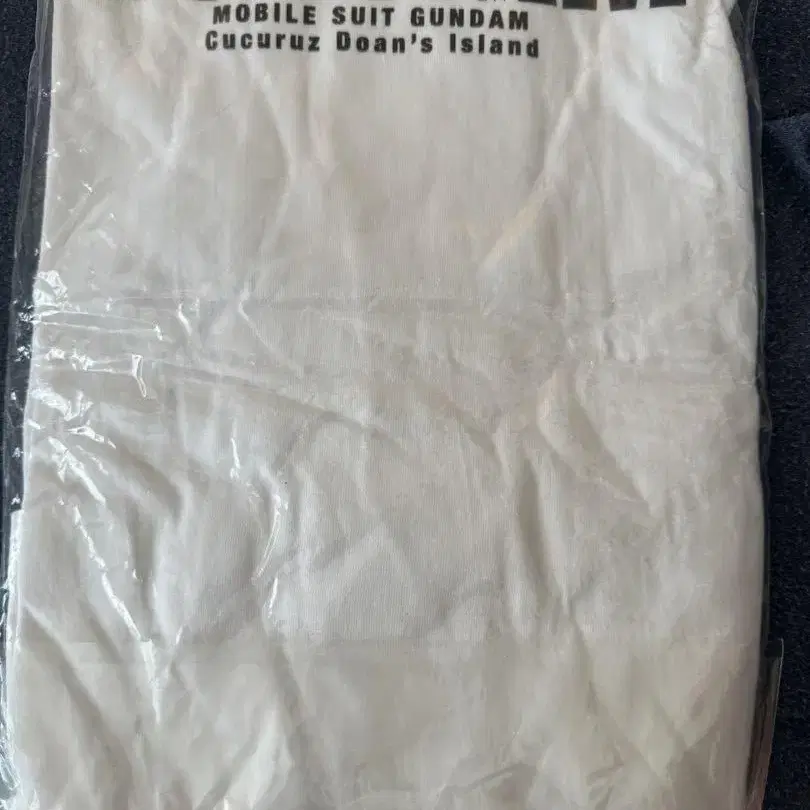 MOBILE SUIT GUNDAM
Cucuruz Doan's Island